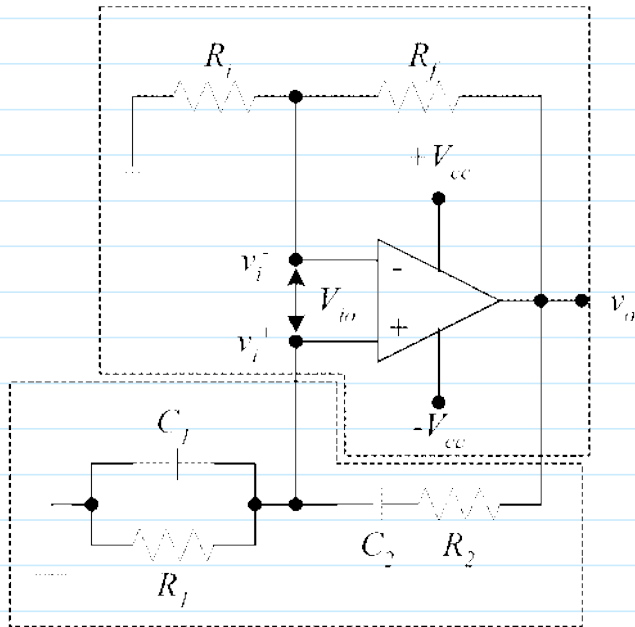 R_i R_f
+V_cc
v_i^- - V_io
v_o
v_i^+ +
-V_cc
C_1
C_2 R_2
R_1